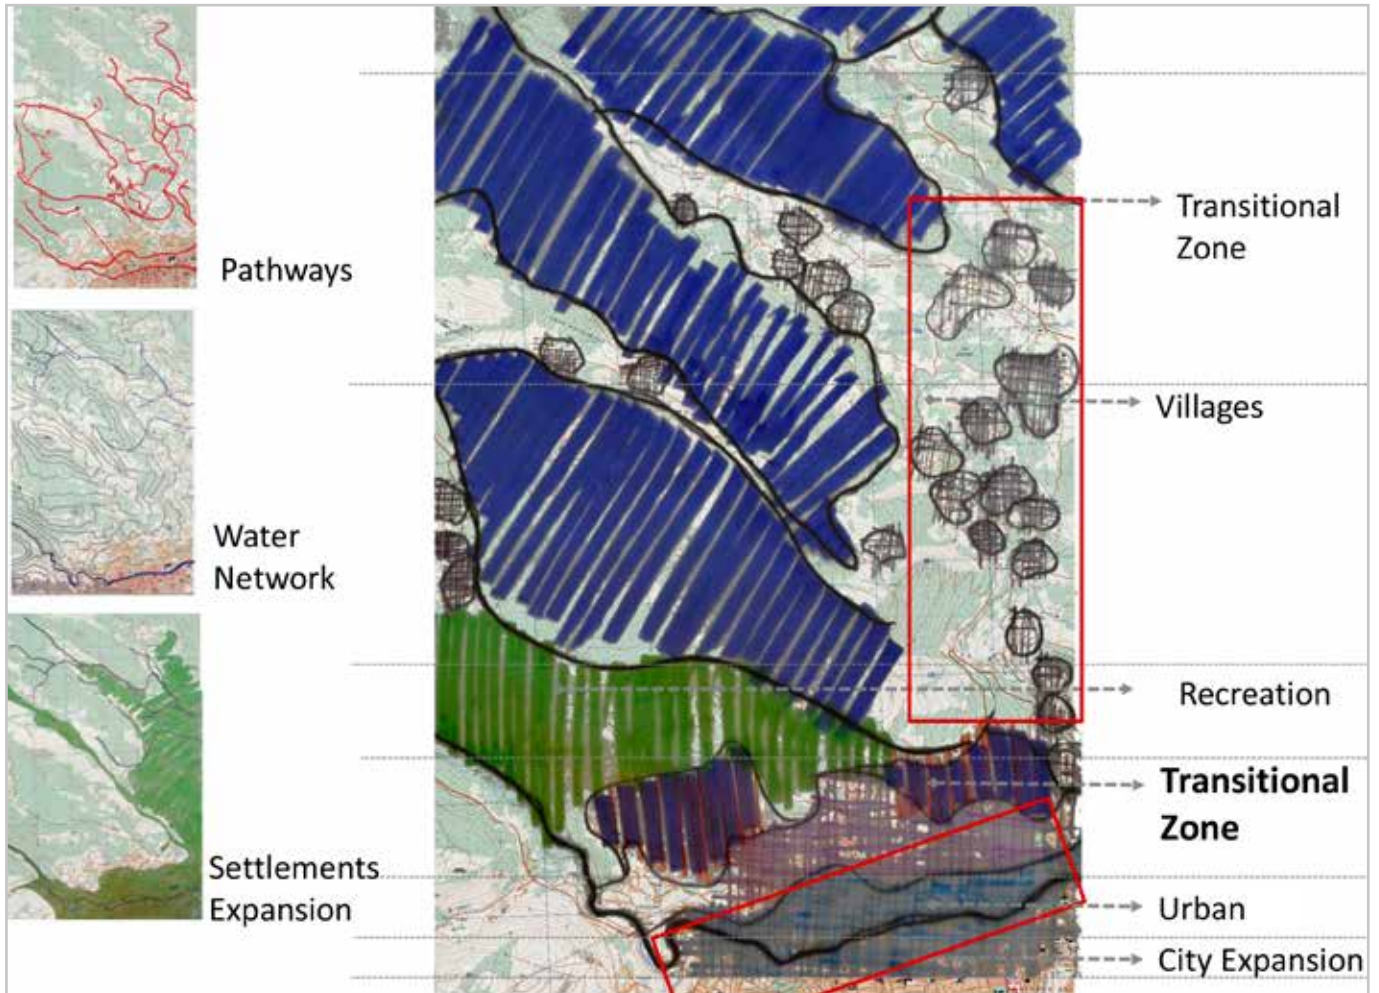 Pathways
Water
Network
Settlements
Expansion
Transitional
Zone
Villages
Recreation
Transitional
Zone
Urban
City Expansion